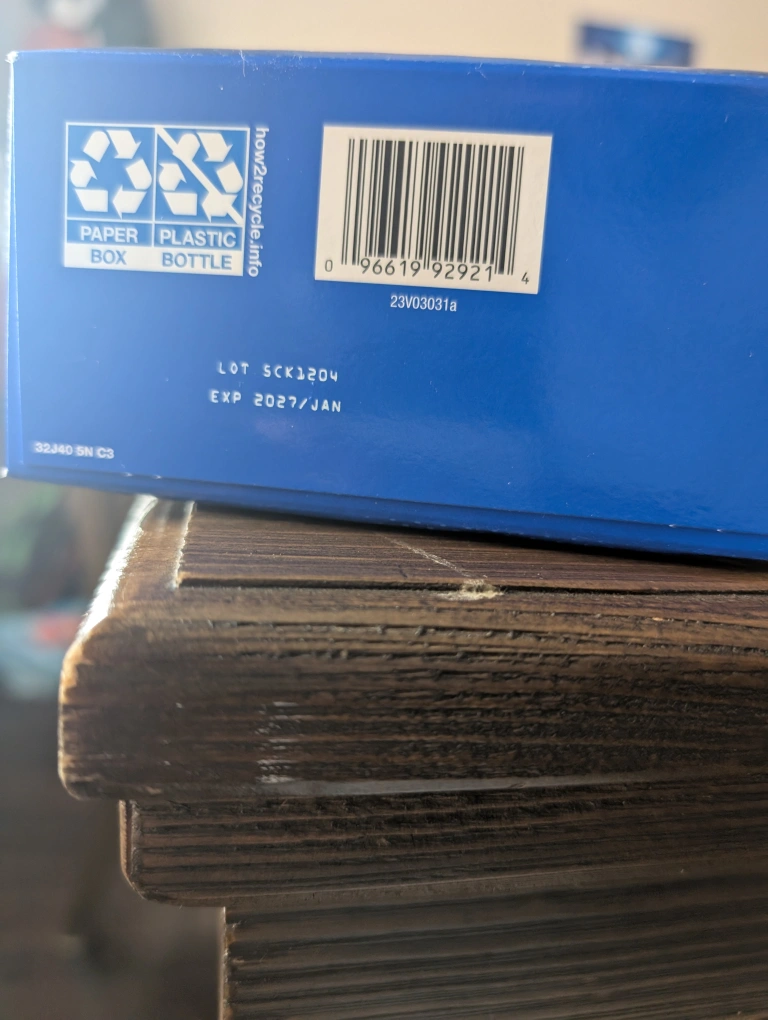 PAPER PLASTIC
BOX BOTTLE
how2recycle.info
0 96619 92921 4
23V03031a
LOT SCK1204
EXP 2027/JAN
32J40 5N C3